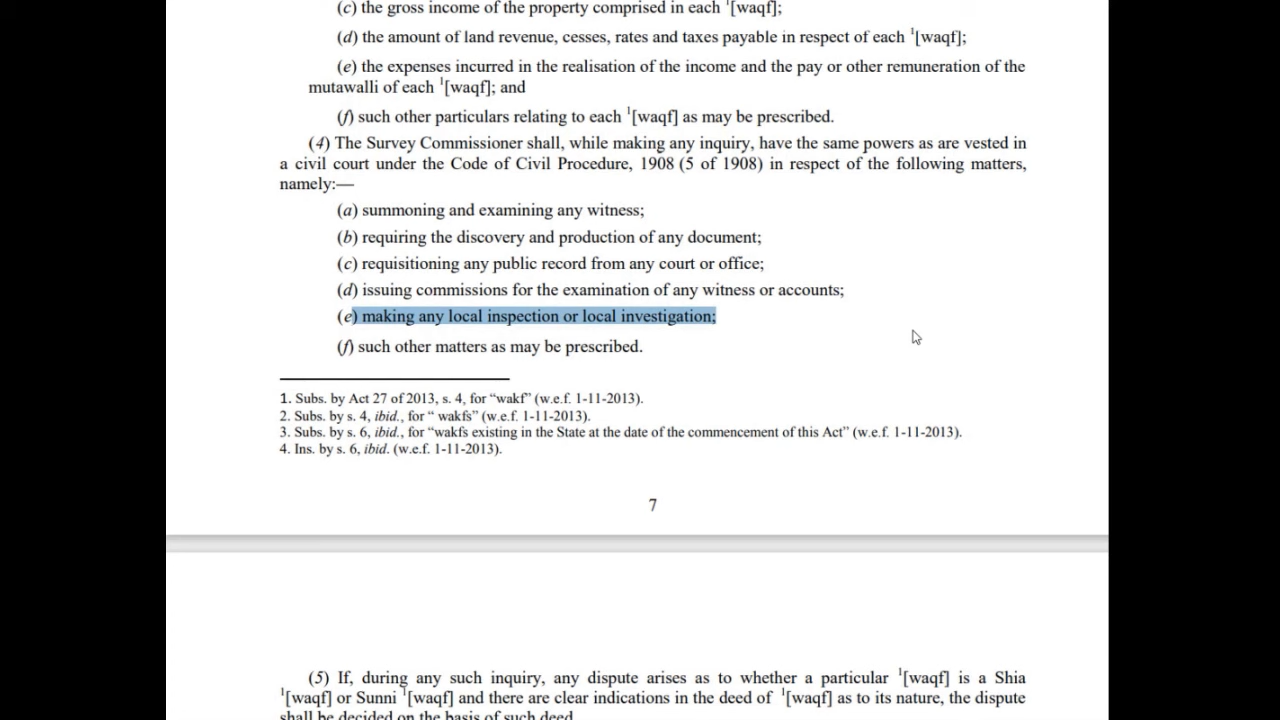 (c) the gross income of the property comprised in each 1[waqf];
(d) the amount of land revenue, cesses, rates and taxes payable in respect of each 1[waqf];
(e) the expenses incurred in the realisation of the income and the pay or other remuneration of the
mutawalli of each 1[waqf]; and
(f) such other particulars relating to each 1[waqf] as may be prescribed.
(4) The Survey Commissioner shall, while making any inquiry, have the same powers as are vested in
a civil court under the Code of Civil Procedure, 1908 (5 of 1908) in respect of the following matters,
namely:—
(a) summoning and examining any witness;
(b) requiring the discovery and production of any document;
(c) requisitioning any public record from any court or office;
(d) issuing commissions for the examination of any witness or accounts;
(e) making any local inspection or local investigation;
(f) such other matters as may be prescribed.
1. Subs. by Act 27 of 2013, s. 4, for “wakf” (w.e.f. 1-11-2013).
2. Subs. by s. 4, ibid., for “ wakfs” (w.e.f. 1-11-2013).
3. Subs. by s. 6, ibid., for “wakfs existing in the State at the date of the commencement of this Act” (w.e.f. 1-11-2013).
4. Ins. by s. 6, ibid. (w.e.f. 1-11-2013).
7
(5) If, during any such inquiry, any dispute arises as to whether a particular 1[waqf] is a Shia
1[waqf] or Sunni 1[waqf] and there are clear indications in the deed of 1[waqf] as to its nature, the dispute
shall be decided on the basis of such deed